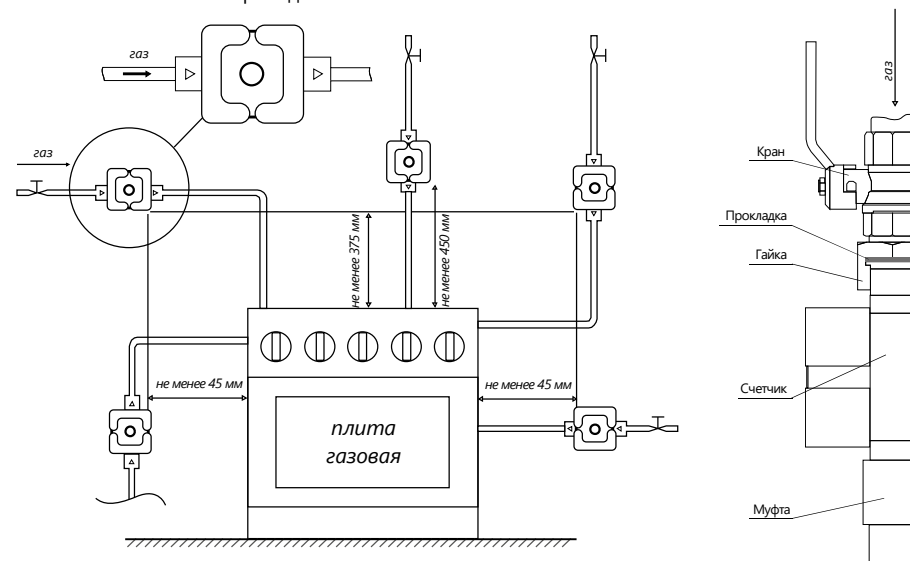 газ
газ
не менее 375 мм
не менее 450 мм
не менее 45 мм
не менее 45 мм
плита
газовая
газ
Кран
Прокладка
Гайка
Счетчик
Муфта